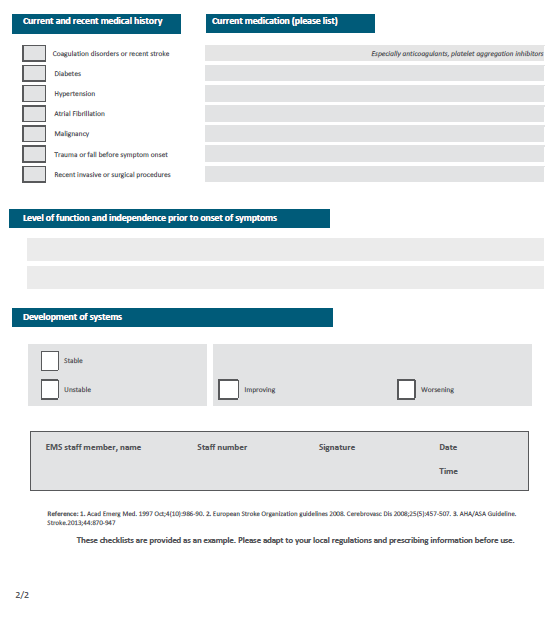 Current and recent medical history
Current medication (please list)
Coagulation disorders or recent stroke
Especially anticoagulants, platelet aggregation inhibitors
Diabetes
Hypertension
Atrial Fibrillation
Malignancy
Trauma or fall before symptom onset
Recent invasive or surgical procedures
Level of function and independence prior to onset of symptoms
Development of systems
Stable
Unstable
Improving
Worsening
EMS staff member, name
Staff number
Signature
Date
Time
Reference: 1. Acad Emerg Med. 1997 Oct;4(10):986-90. 2. European Stroke Organization guidelines 2008. Cerebrovasc Dis 2008;25(5):457-507. 3. AHA/ASA Guideline.
Stroke.2013;44:870-947
These checklists are provided as an example. Please adapt to your local regulations and prescribing information before use.
2/2